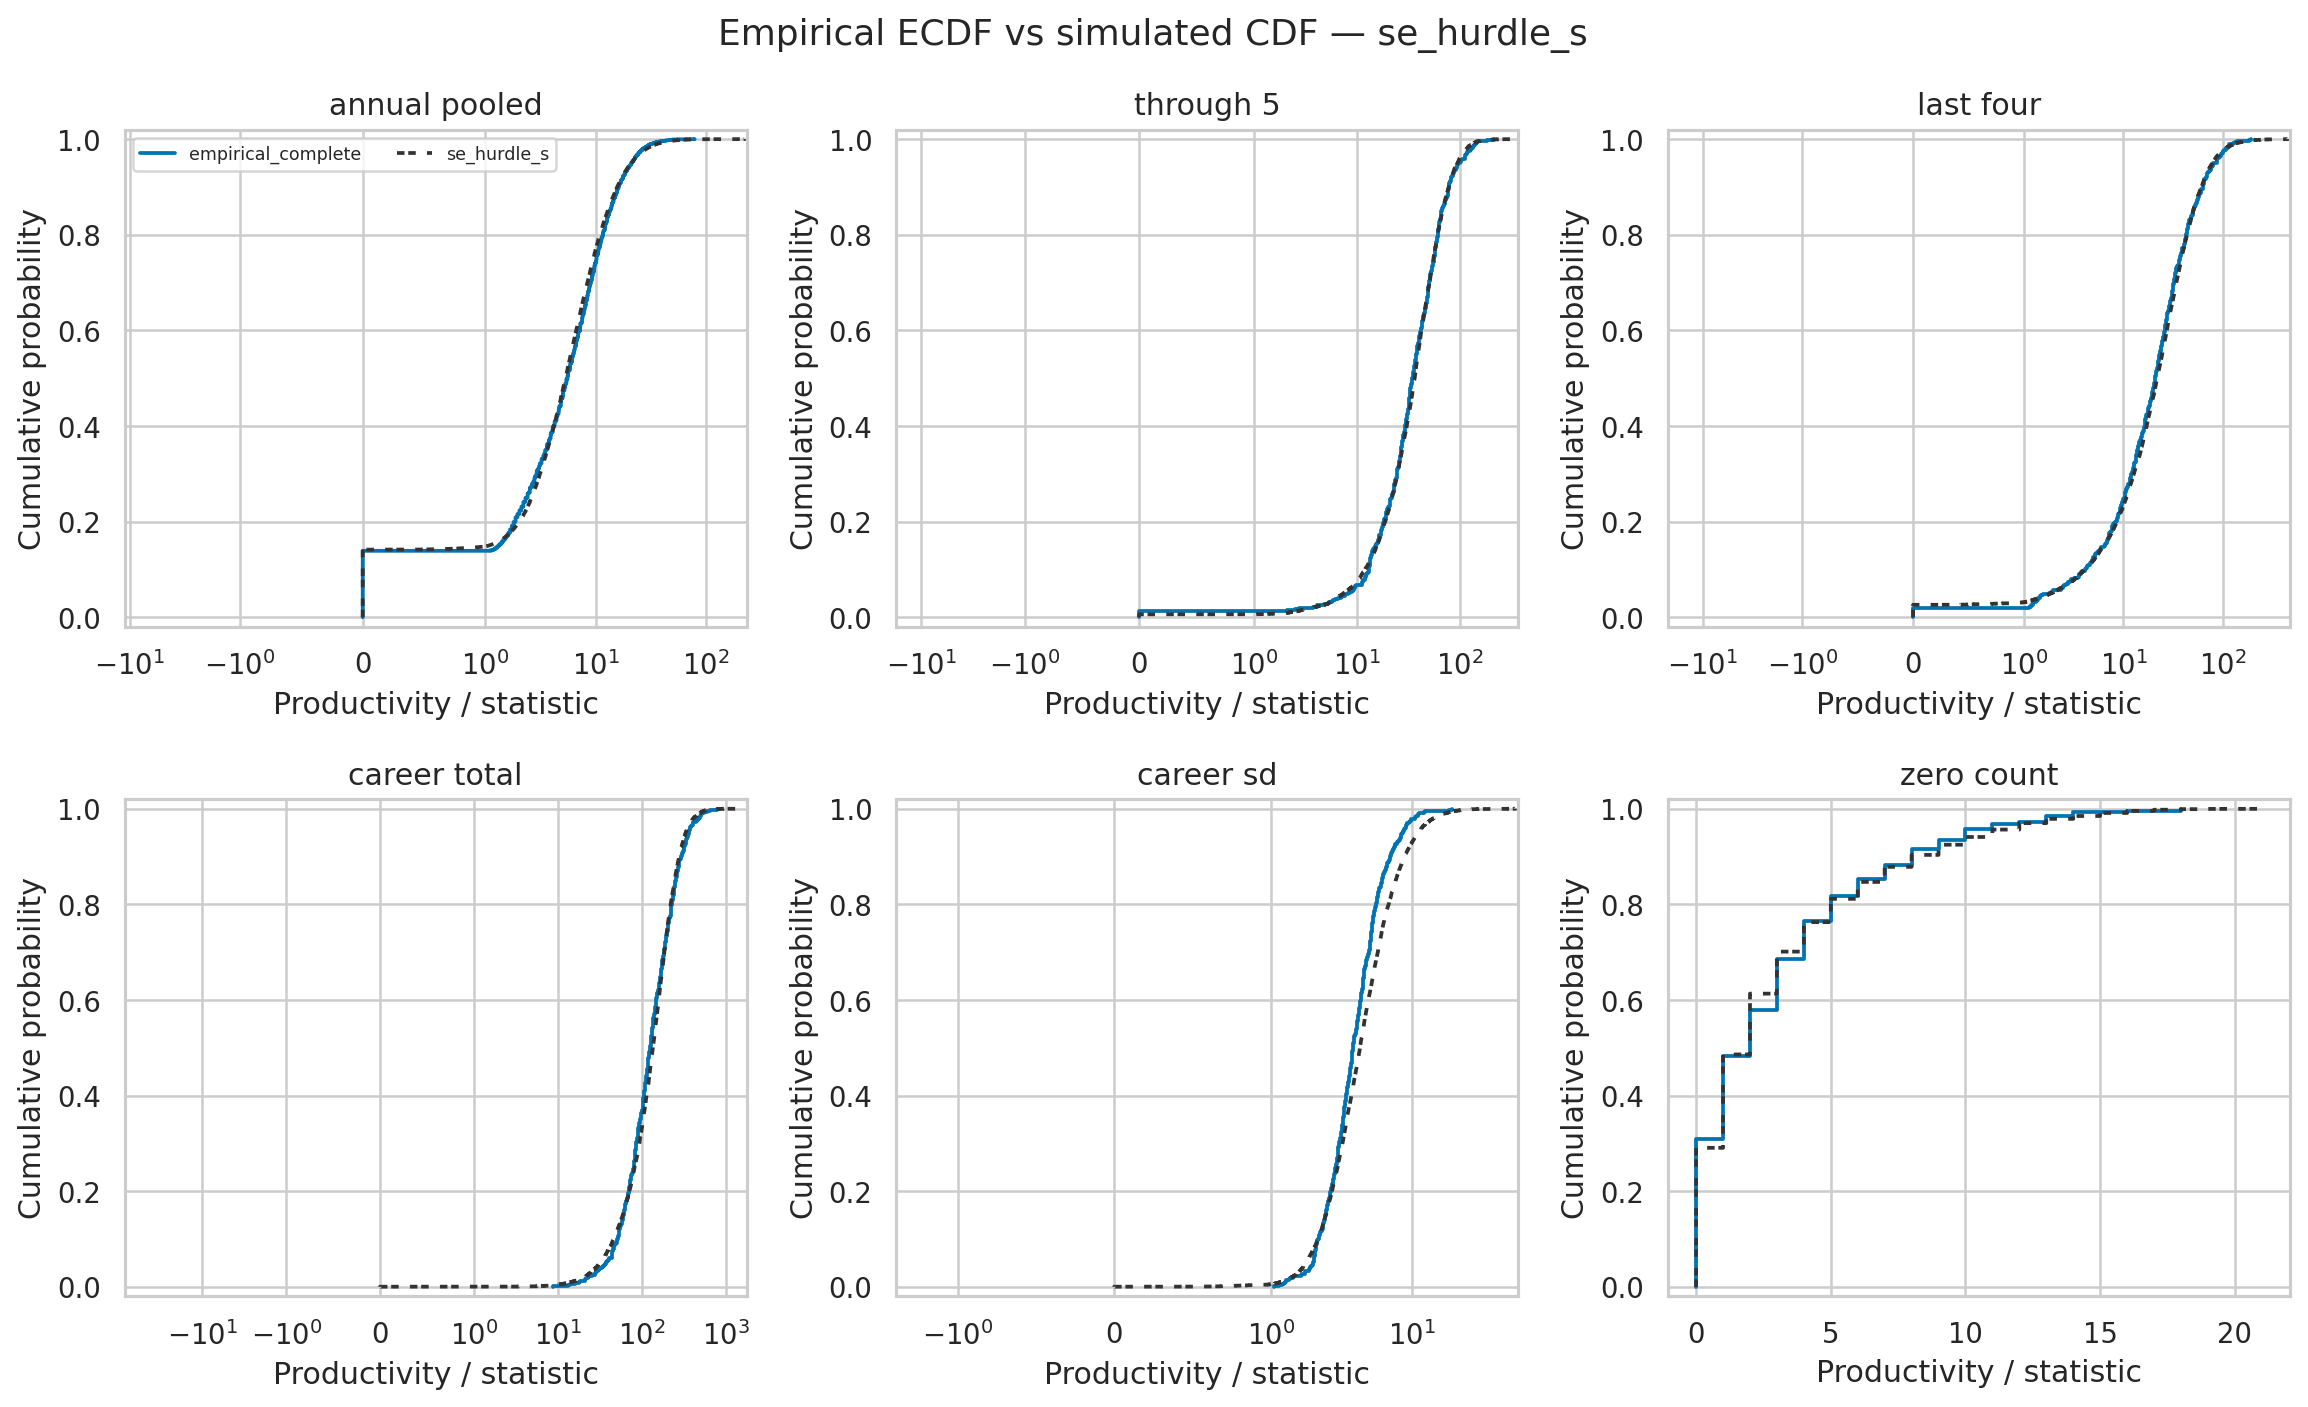 Empirical ECDF vs simulated CDF — se_hurdle_s
annual pooled
through 5
last four
empirical_complete
se_hurdle_s
Cumulative probability
1.0
0.8
0.6
0.4
0.2
0.0
−10¹ −10⁰ 0 10⁰ 10¹ 10²
Productivity / statistic
Cumulative probability
1.0
0.8
0.6
0.4
0.2
0.0
−10¹ −10⁰ 0 10⁰ 10¹ 10²
Productivity / statistic
Cumulative probability
1.0
0.8
0.6
0.4
0.2
0.0
−10¹ −10⁰ 0 10⁰ 10¹ 10²
Productivity / statistic
career total
career sd
zero count
Cumulative probability
1.0
0.8
0.6
0.4
0.2
0.0
−10¹ −10⁰ 0 10⁰ 10¹ 10² 10³
Productivity / statistic
Cumulative probability
1.0
0.8
0.6
0.4
0.2
0.0
−10⁰ 0 10⁰ 10¹
Productivity / statistic
Cumulative probability
1.0
0.8
0.6
0.4
0.2
0.0
0 5 10 15 20
Productivity / statistic